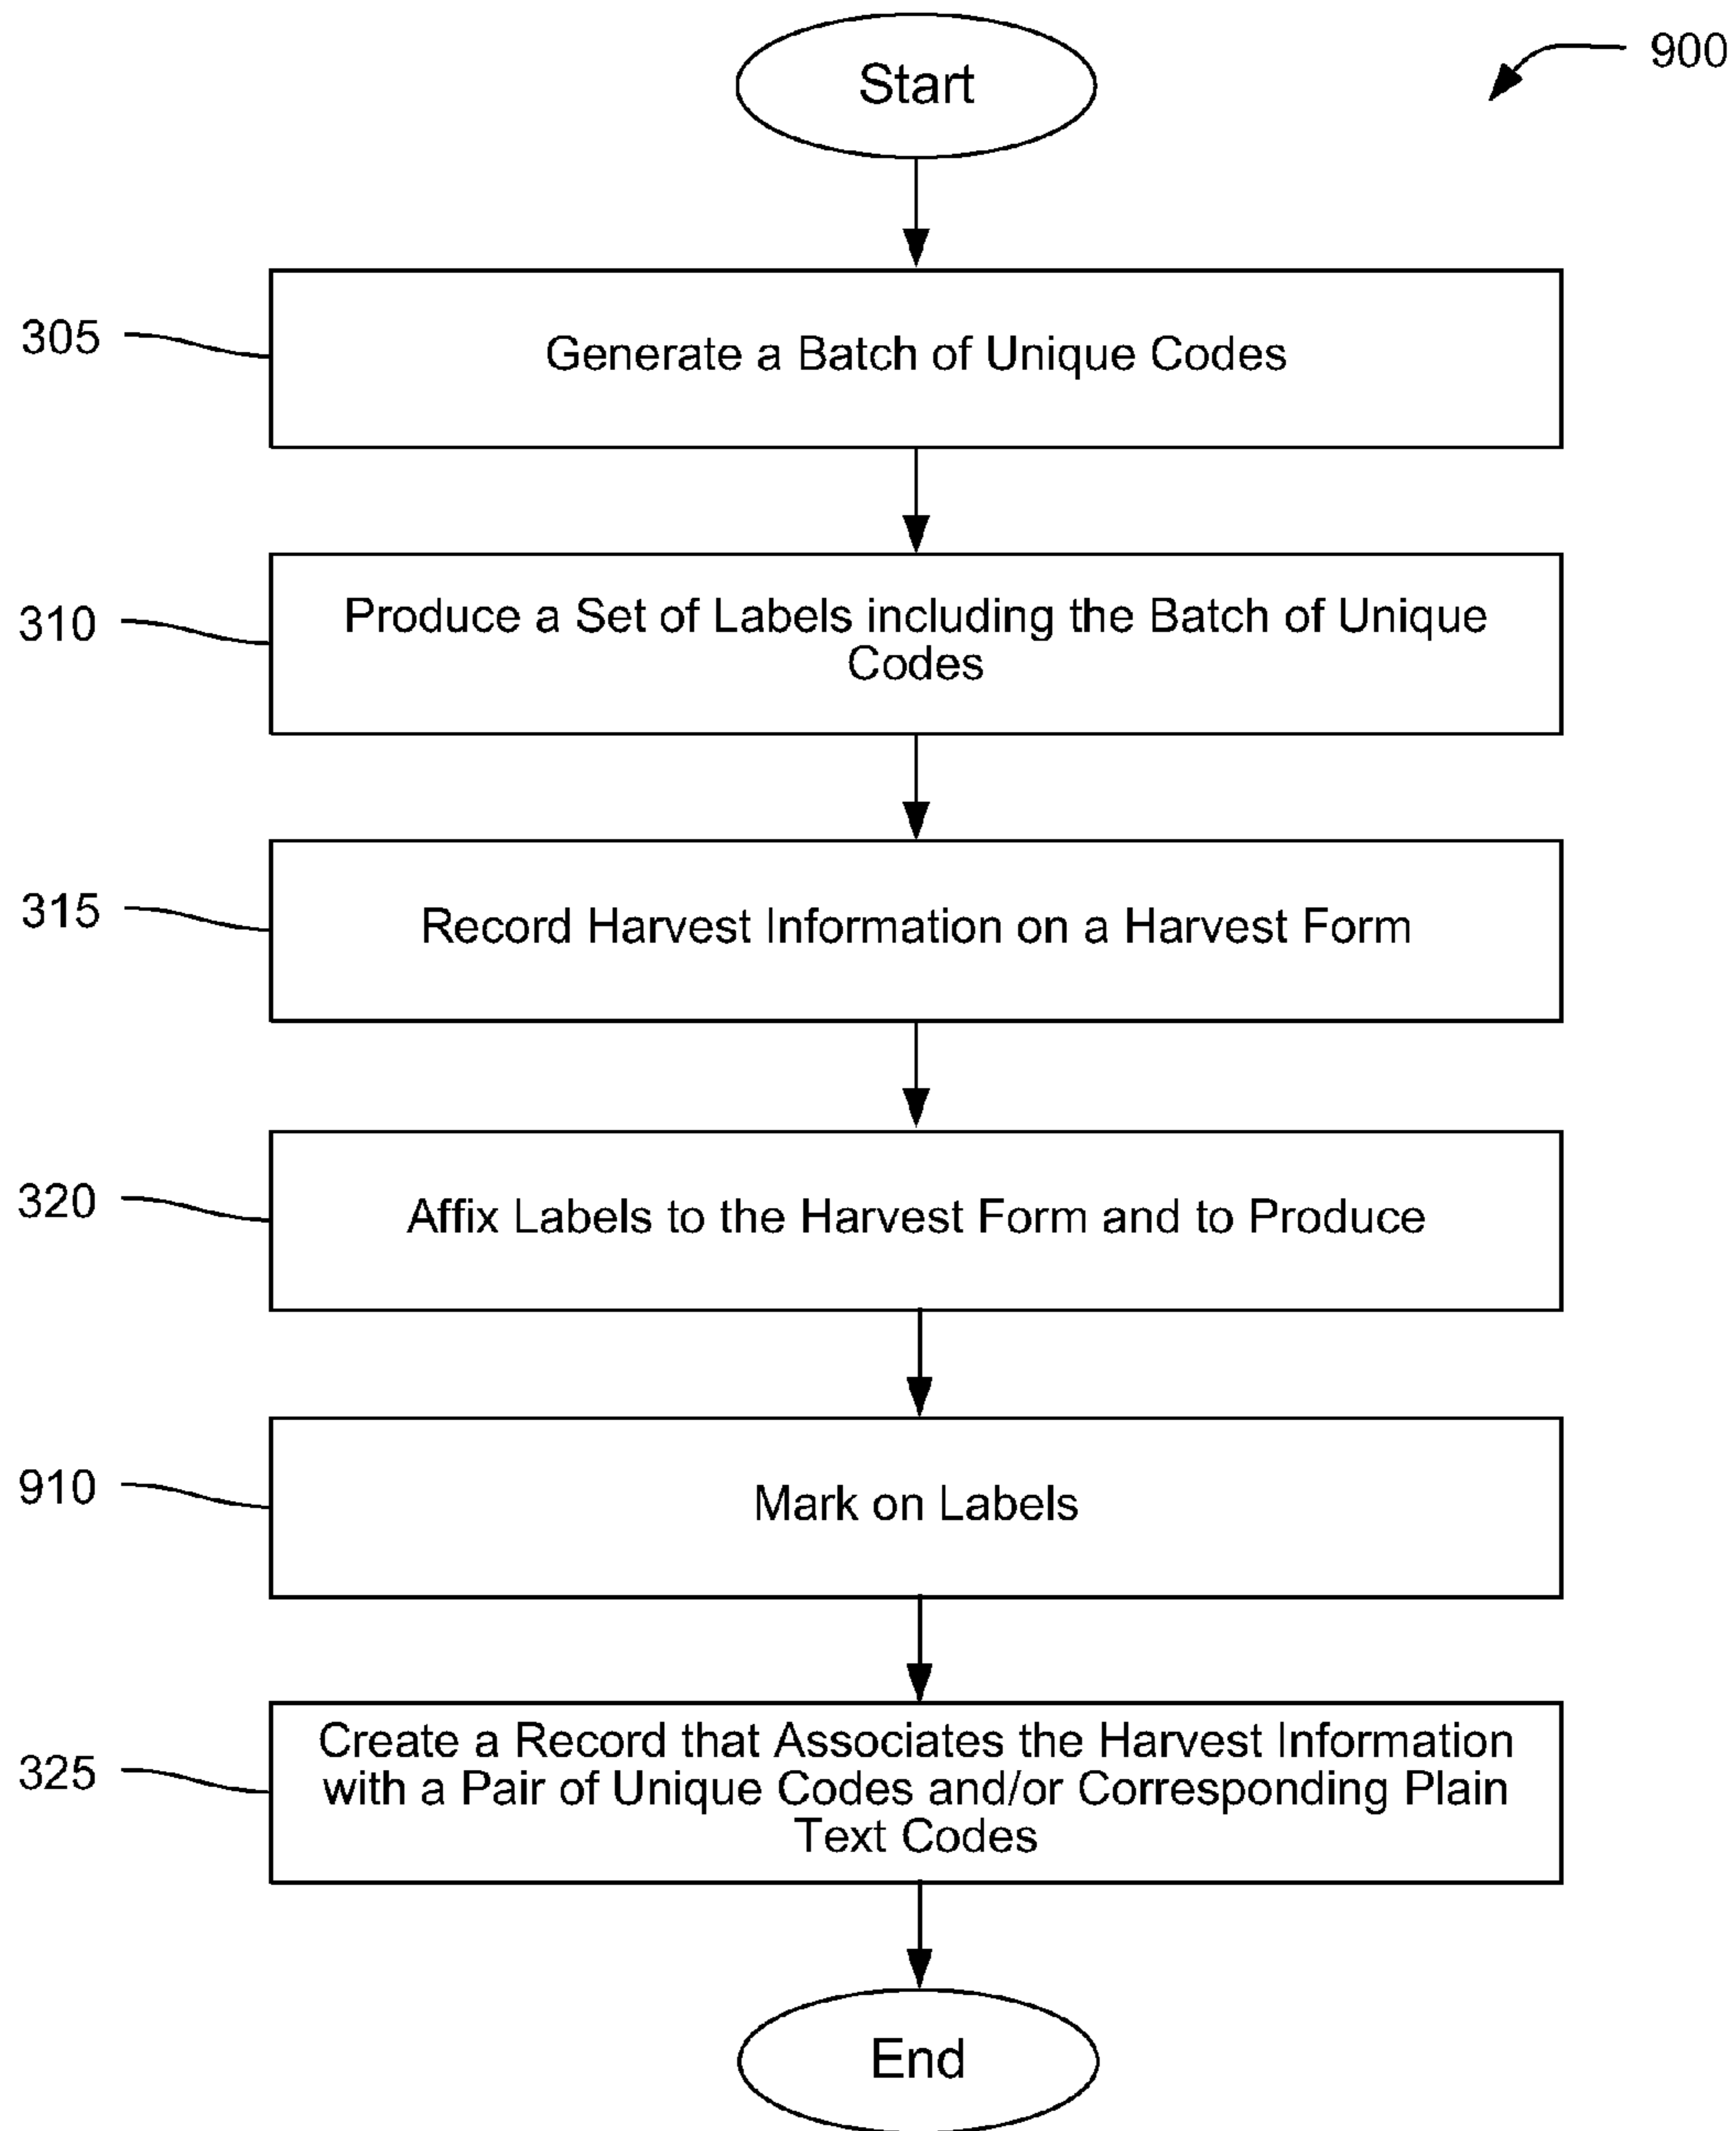 Start
900
305
Generate a Batch of Unique Codes
310
Produce a Set of Labels including the Batch of Unique
Codes
315
Record Harvest Information on a Harvest Form
320
Affix Labels to the Harvest Form and to Produce
910
Mark on Labels
325
Create a Record that Associates the Harvest Information
with a Pair of Unique Codes and/or Corresponding Plain
Text Codes
End